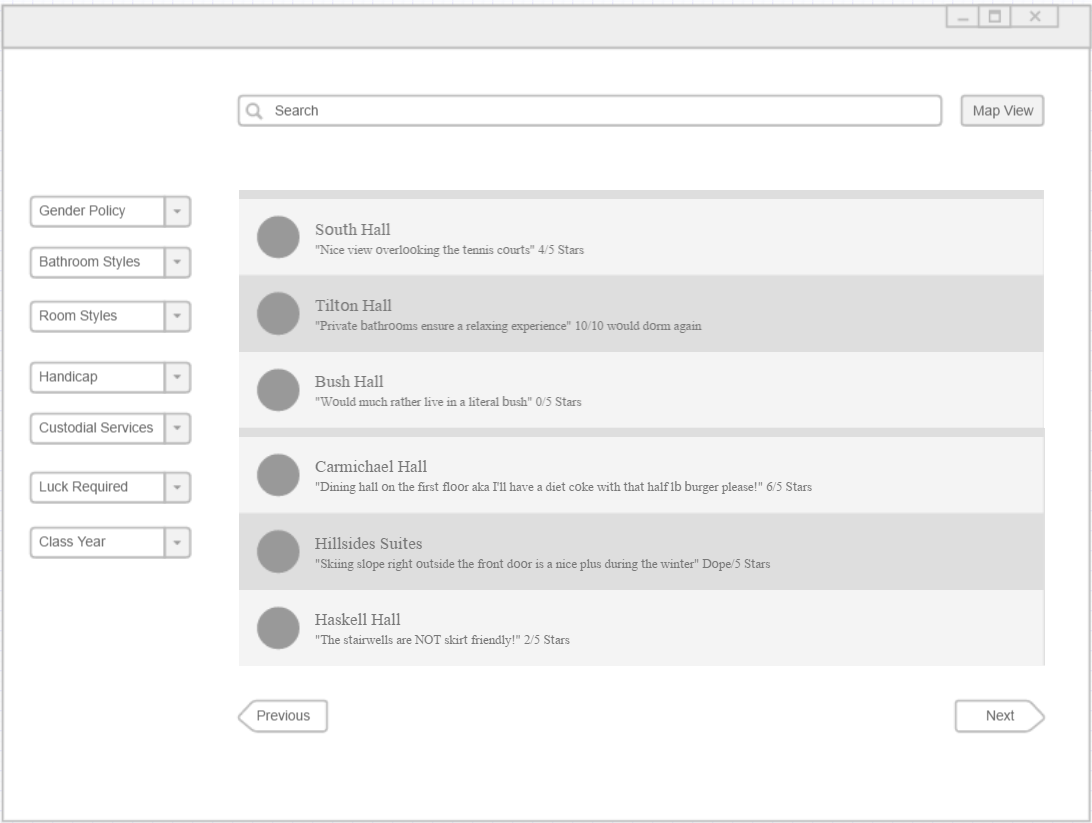 Search
Map View
Gender Policy
Bathroom Styles
Room Styles
Handicap
Custodial Services
Luck Required
Class Year
South Hall
"Nice view overlooking the tennis courts" 4/5 Stars
Tilton Hall
"Private bathrooms ensure a relaxing experience" 10/10 would dorm again
Bush Hall
"Would much rather live in a literal bush" 0/5 Stars
Carmichael Hall
"Dining hall on the first floor aka I'll have a diet coke with that half lb burger please!" 6/5 Stars
Hillsides Suites
"Skiing slope right outside the front door is a nice plus during the winter" Dope/5 Stars
Haskell Hall
"The stairwells are NOT skirt friendly!" 2/5 Stars
Previous
Next